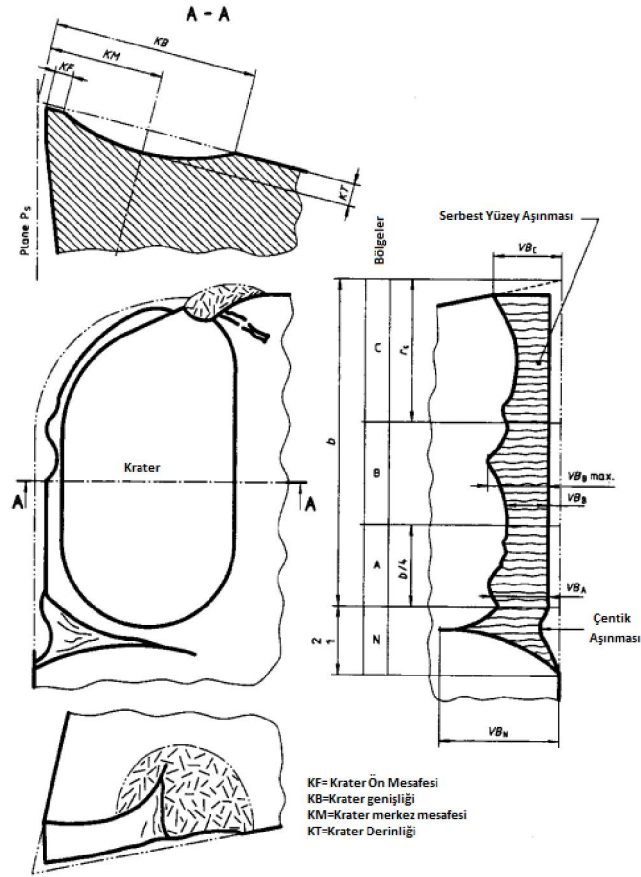 A - A
KB
KM
KF
KT
Plane Ps
Serbest Yüzey Aşınması
Bölgeler
VBC
C
rε
b
B
VBB max.
VBB
Krater
A
A
A
b/4
VBA
Çentik
Aşınması
2
1
N
VBN
KF= Krater Ön Mesafesi
KB=Krater genişliği
KM=Krater merkez mesafesi
KT=Krater Derinliği